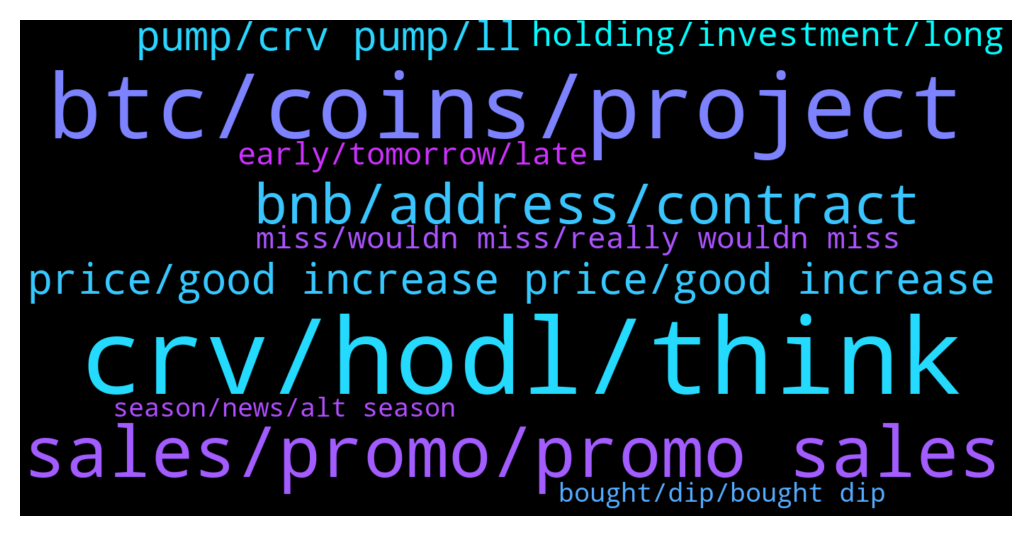 pump/crv pump/ll holding/investment/long
btc/coins/project
early/tomorrow/late
bnb/address/contract
miss/wouldn miss/really wouldn miss
price/good increase price/good increase
crv/hodl/think
season/news/alt season
sales/promo/promo sales
bought/dip/bought dip